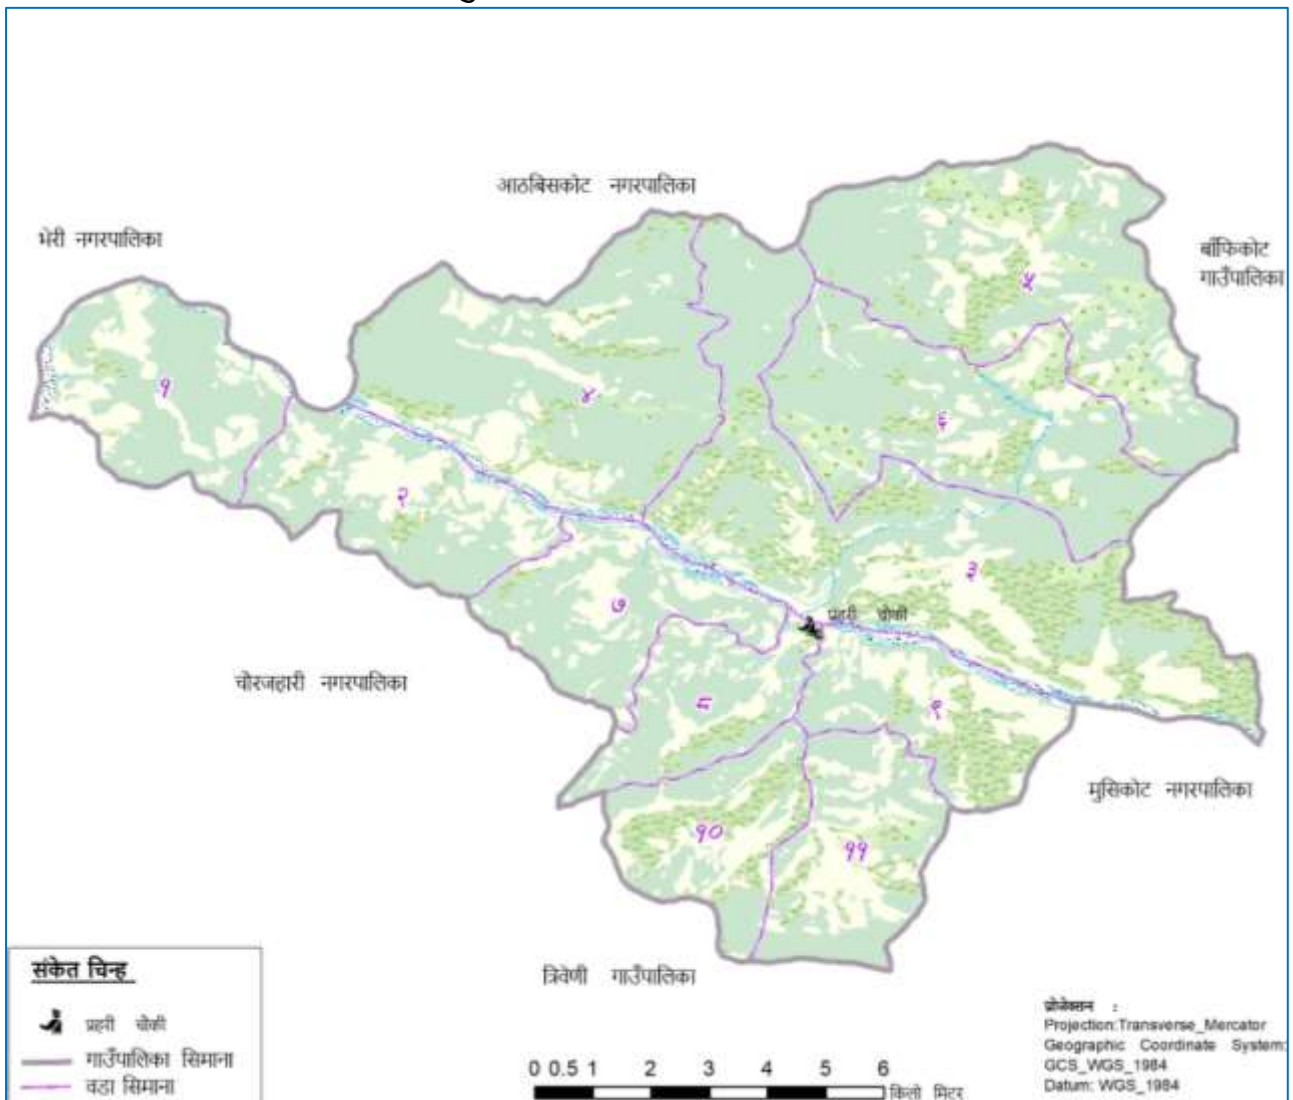 आठबिसकोट नगरपालिका
भेरी नगरपालिका
बाँफिकोट
गाउँपालिका
५
१
४
६
२
३
७
प्रहरी चौकी
चोरजहारी नगरपालिका
८
९
मुसिकोट नगरपालिका
१०
११
संकेत चिन्ह
त्रिवेणी गाउँपालिका
प्रहरी चौकी
गाउँपालिका सिमाना
वडा सिमाना
0 0.5 1 2 3 4 5 6
किलो मिटर
प्रोजेक्सन :
Projection:Transverse_Mercator
Geographic Coordinate System:
GCS_WGS_1984
Datum: WGS_1984